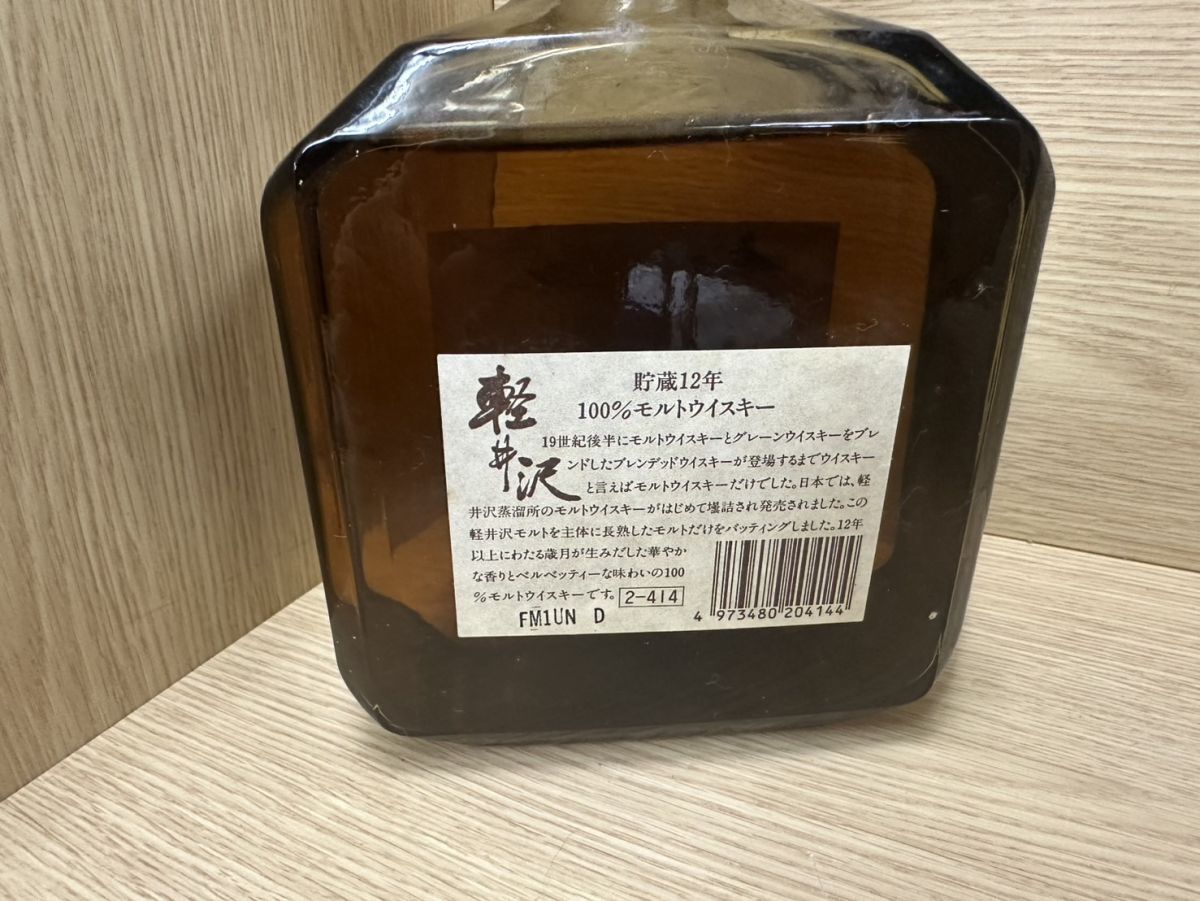 軽井沢
貯蔵12年
100%モルトウイスキー
19世紀後半にモルトウイスキーとグレーンウイスキーをブレ
ンドしたブレンデッドウイスキーが登場するまでウイスキー
と言えばモルトウイスキーだけでした。日本では、軽
井沢蒸溜所のモルトウイスキーがはじめて壜詰され発売されました。この
軽井沢モルトを主体に長熟したモルトだけをバッティングしました。12年
以上にわたる歳月が生みだした華やか
な香りとベルベッティーな味わいの100
%モルトウイスキーです。 2-414
FM1UN D
4 973480 204144